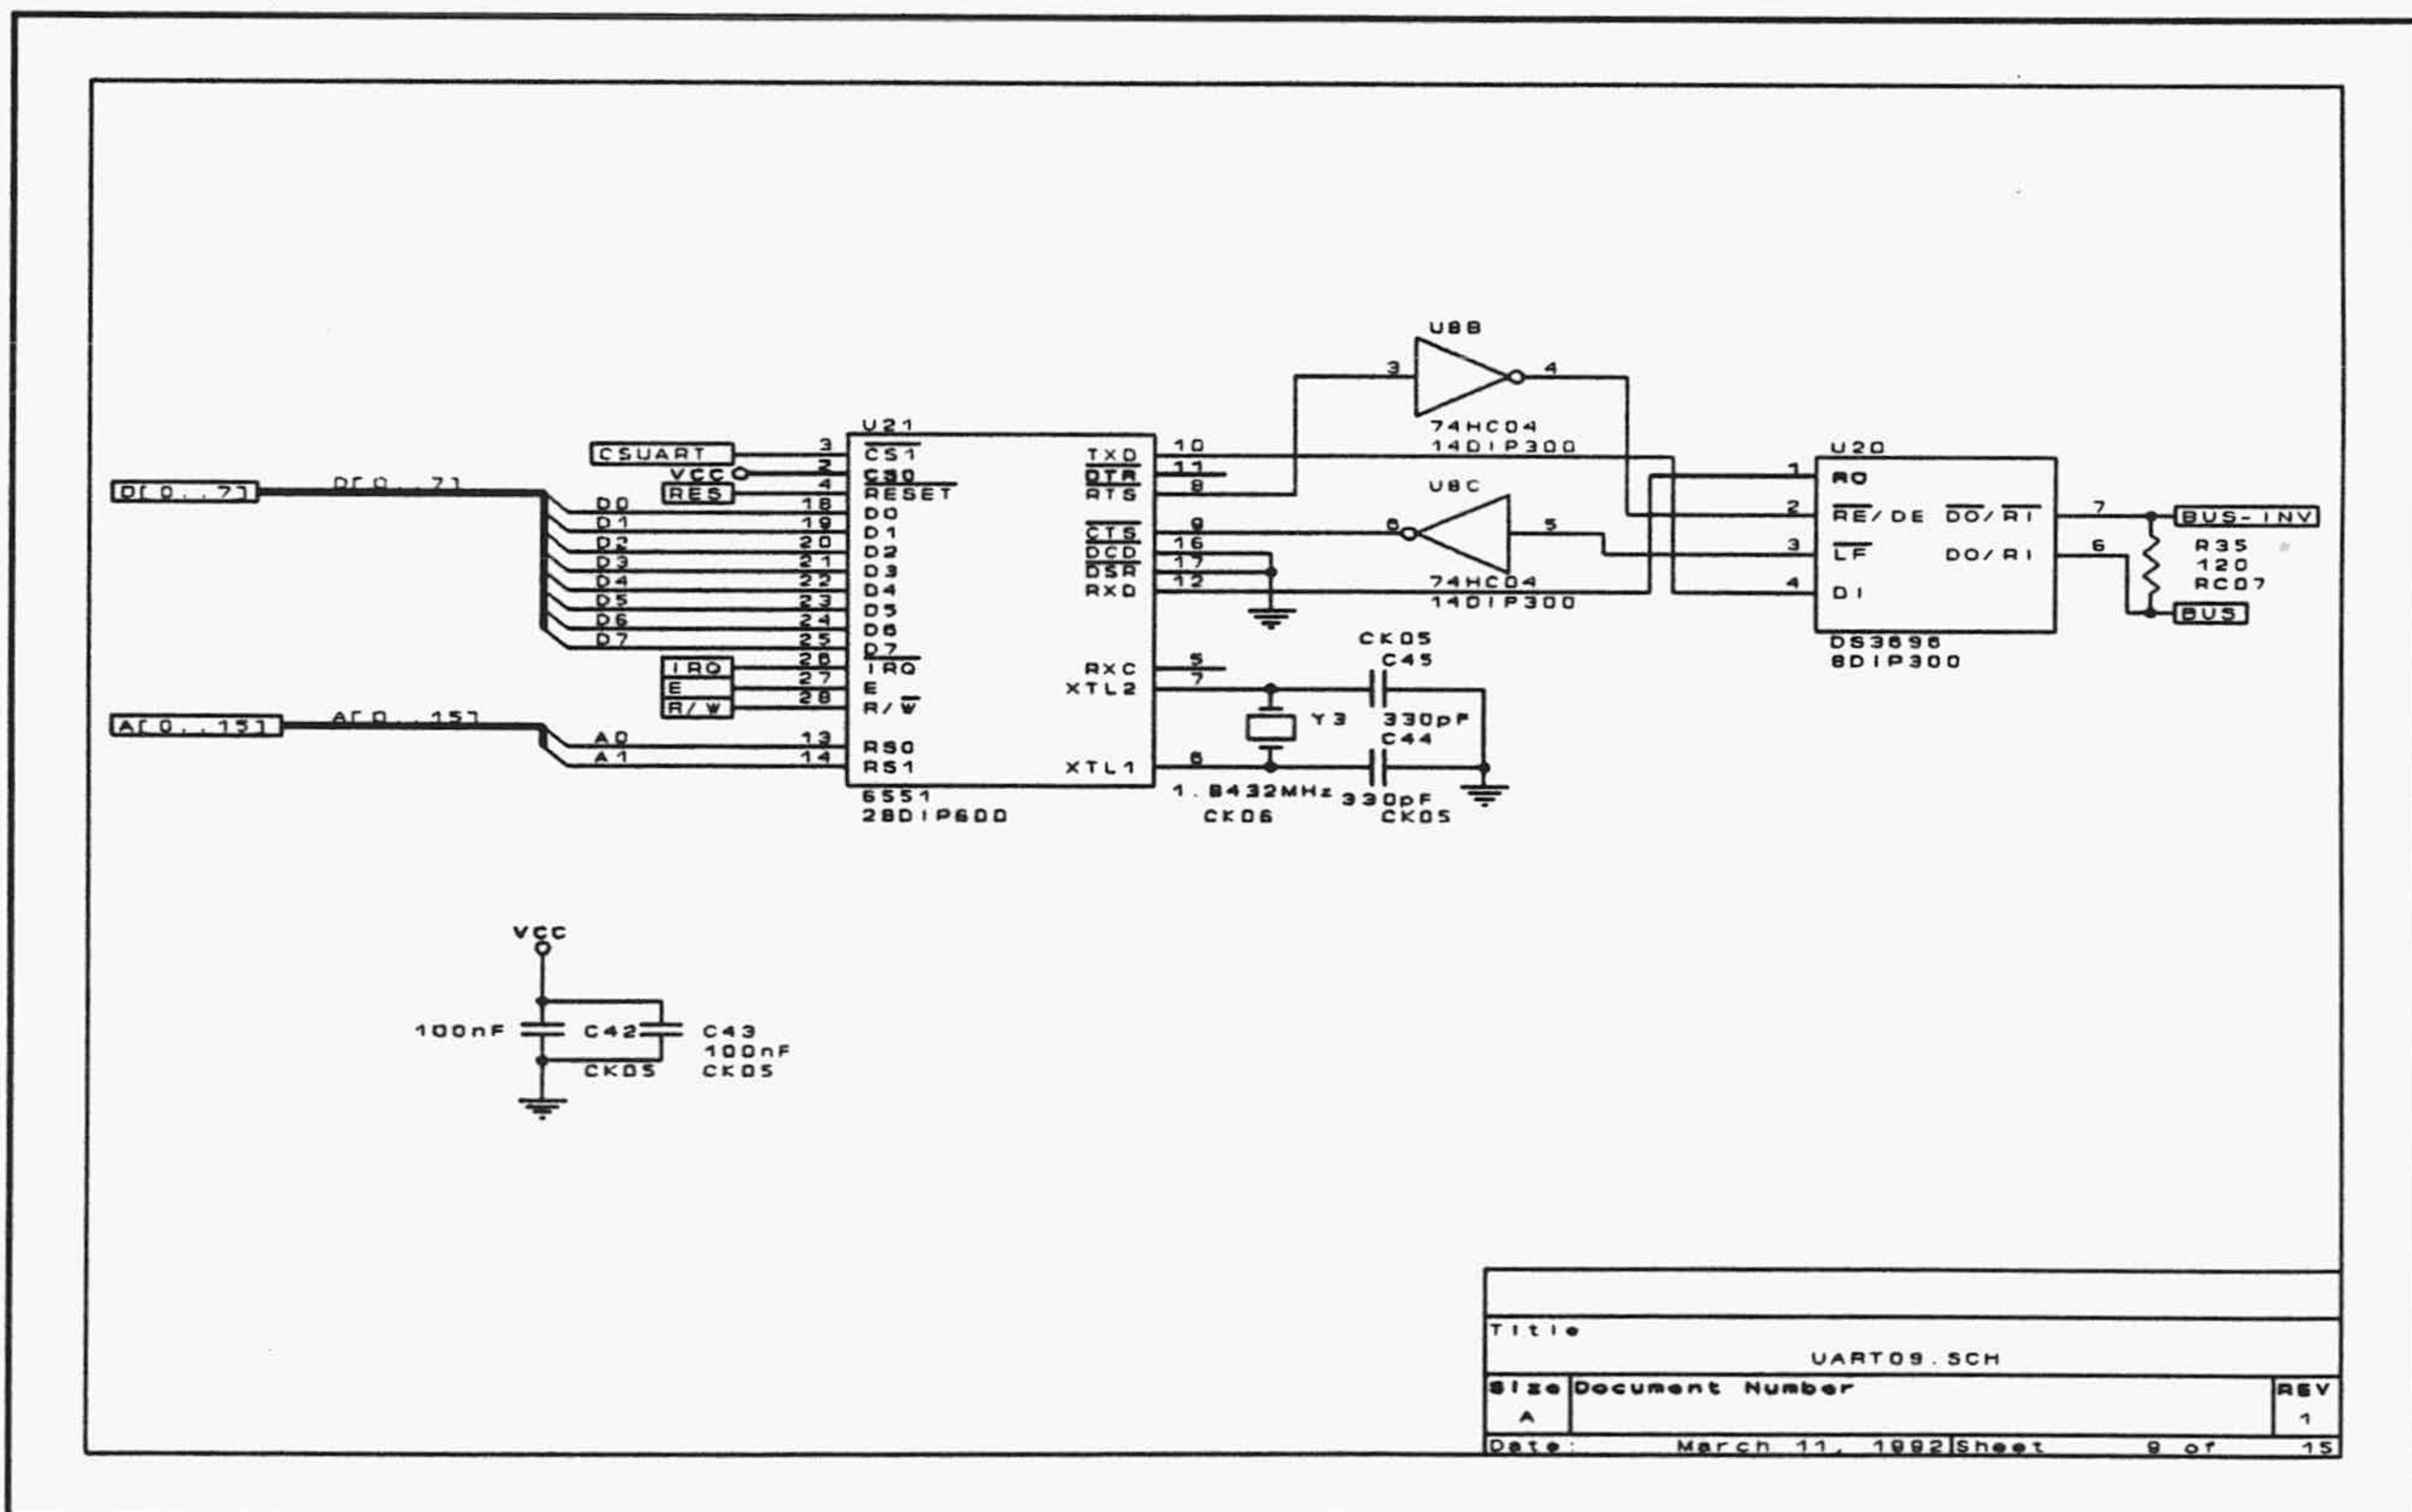 U8B
3
4
74HC04
14DIP300
U21
CSUART
3
CS1
TXD
10
VCC
2
CS0
DTR
11
RES
4
RESET
RTS
8
D[0..7]
D[0..7]
D0
18
D0
D1
19
D1
CTS
9
D2
20
D2
DCD
16
D3
21
D3
DSR
17
D4
22
D4
RXD
12
D5
23
D5
D6
24
D6
D7
25
D7
IRQ
26
IRQ
RXC
5
E
27
E
XTL2
7
R/W
28
R/W
A[0..15]
A[0..15]
A0
13
RS0
A1
14
RS1
XTL1
6
6551
28DIP600
U8C
6
5
74HC04
14DIP300
CK05
C45
Y3
330pF
C44
1.8432MHz
330pF
CK06
CK05
U20
1
RO
2
RE/DE
DO/RI
7
BUS-INV
3
LF
DO/RI
6
R35
120
RC07
4
DI
BUS
DS3696
8DIP300
VCC
100nF
C42
C43
100nF
CK05
CK05
Title
UART09.SCH
Size
Document Number
REV
A
1
Date:
March 11, 1992
Sheet
9 of
15